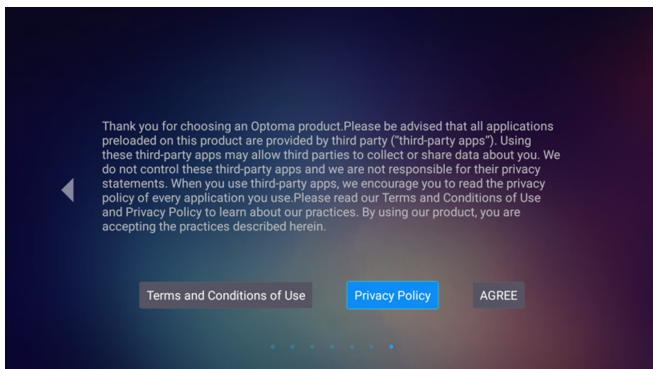 Thank you for choosing an Optoma product.Please be advised that all applications
preloaded on this product are provided by third party ("third-party apps"). Using
these third-party apps may allow third parties to collect or share data about you. We
do not control these third-party apps and we are not responsible for their privacy
statements. When you use third-party apps, we encourage you to read the privacy
policy of every application you use.Please read our Terms and Conditions of Use
and Privacy Policy to learn about our practices. By using our product, you are
accepting the practices described herein.
Terms and Conditions of Use
Privacy Policy
AGREE